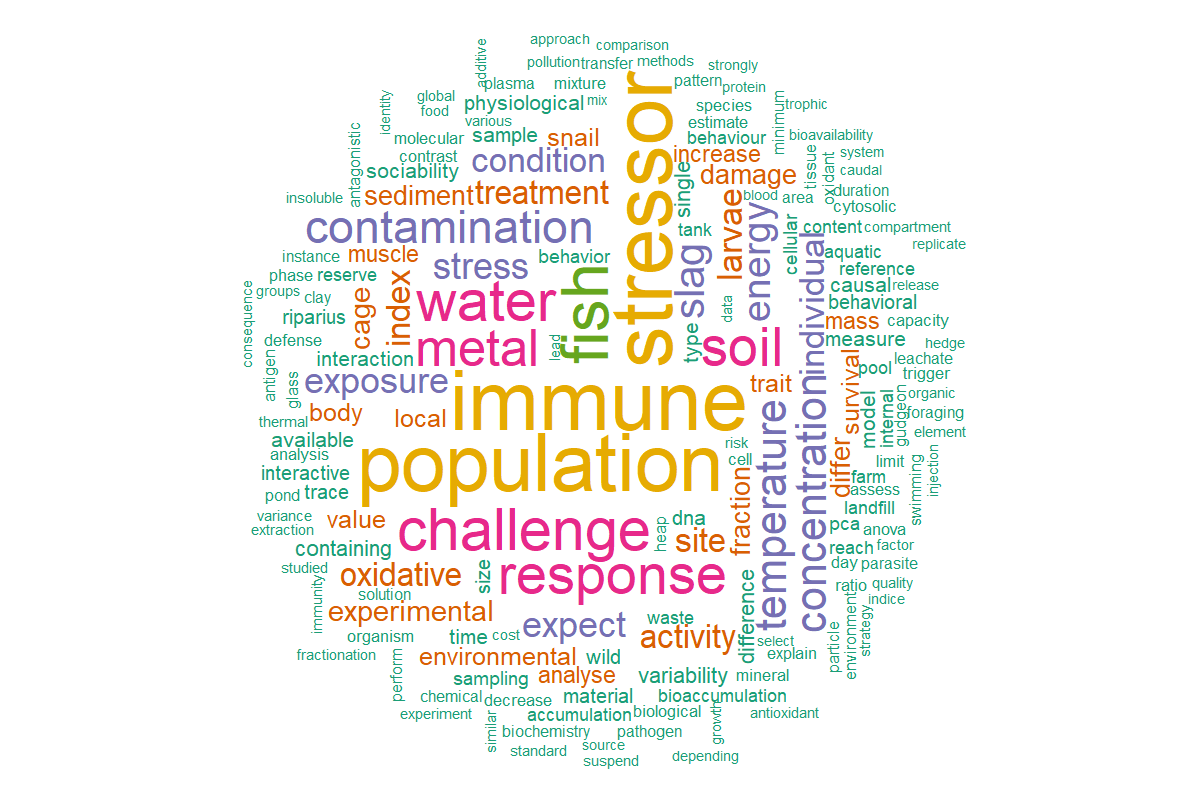 approach
comparison
additive
pollution
transfer
methods
strongly
plasma
mixture
stressor
pattern
protein
identity
global
physiological
mix
species
minimum
trophic
food
various
estimate
antagonistic
molecular
sample
snail
behaviour
bioavailability
contrast
condition
increase
tissue
system
sociability
single
damage
oxidant
caudal
insoluble
sediment
treatment
larvae
blood
area
duration
cytosolic
contamination
tank
energy
cellular
content
compartment
instance
muscle
behavior
slag
individual
aquatic
replicate
phase
reserve
stress
fish
reference
consequence
groups
clay
cage
index
water
data
causal
release
behavioral
riparius
type
mass
capacity
defense
metal
lead
soil
measure
hedge
interaction
leachate
antigen
glass
exposure
immune
trait
survival
pool
trigger
model
internal
gudgeon
organic
thermal
body
local
temperature
concentration
foraging
available
population
risk
differ
element
analysis
cell
limit
swimming
injection
interactive
fraction
farm
pond
trace
assess
variance
value
challenge
heap
dna
landfill
extraction
site
pca
anova
containing
reach
factor
studied
oxidative
size
response
day
parasite
immunity
solution
ratio
quality
experimental
indice
organism
time
cost
expect
waste
activity
difference
select
particle
environment
strategy
fractionation
environmental
wild
explain
perform
sampling
analyse
variability
mineral
chemical
decrease
material
bioaccumulation
experiment
similar
accumulation
biological
growth
antioxidant
biochemistry
pathogen
standard
source
depending
suspend